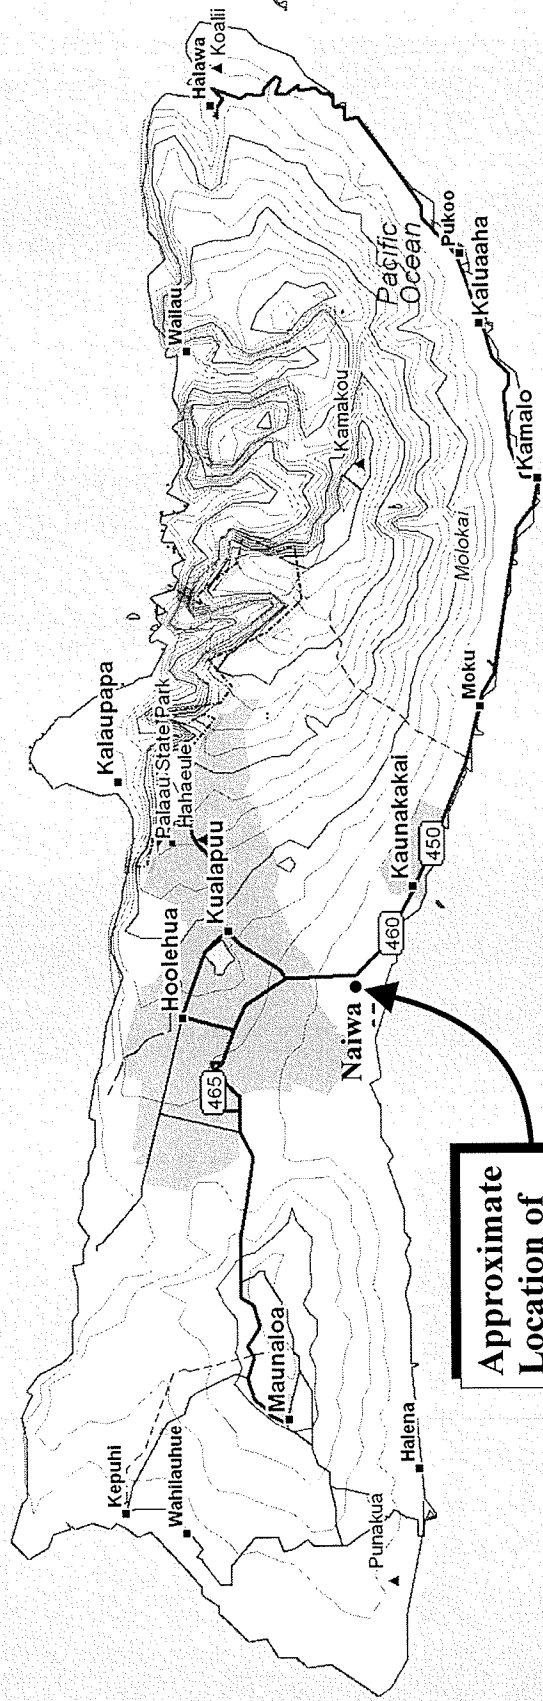 Kepuhi
Wahilauhue
Punakua
Halena
Maunaloa
465
Hoolehua
Kualapuu
Kalaupapa
Palaau State Park
Hahaeule
Naiwa
460
Kaunakakai
450
Moku
Molokai
Kamalo
Kamakou
Wailau
Pacific
Ocean
Kaluaaha
Pukoo
Halawa
Koalii
Approximate
Location of